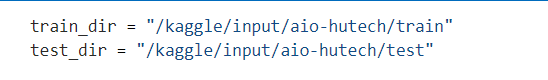 train_dir = "/kaggle/input/aio-hutech/train"
test_dir = "/kaggle/input/aio-hutech/test"